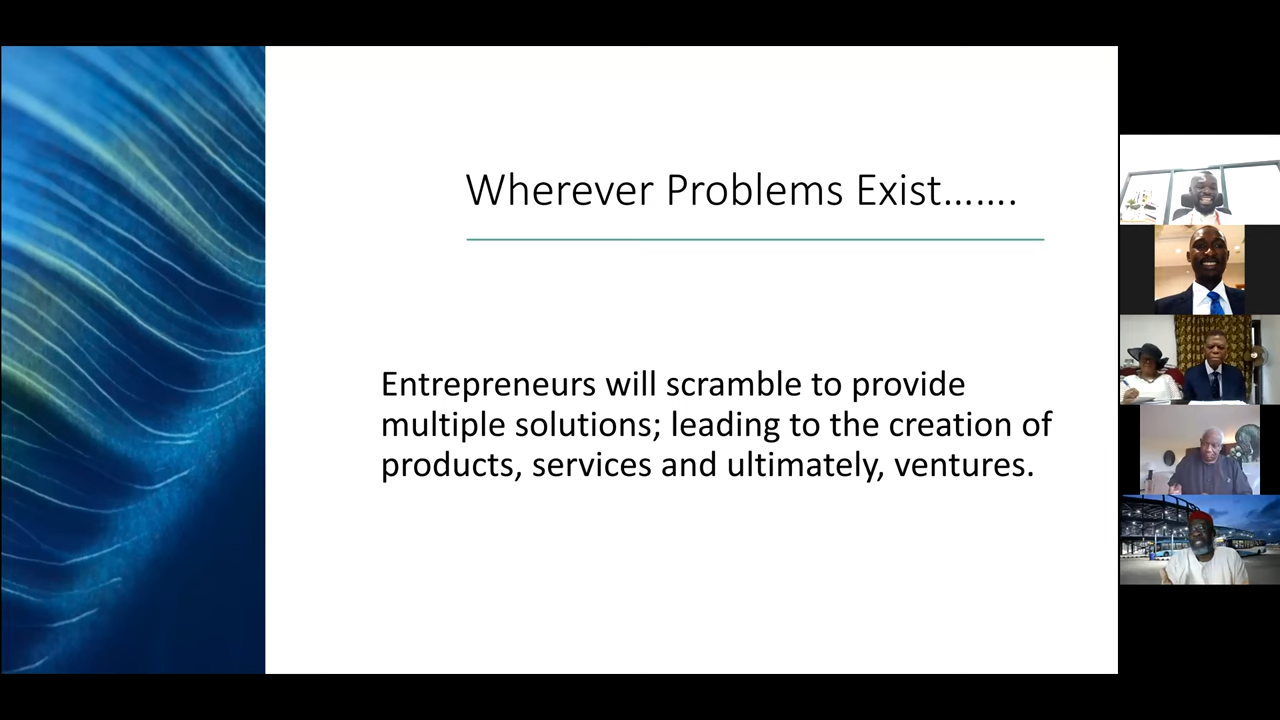 Wherever Problems Exist…….
Entrepreneurs will scramble to provide
multiple solutions; leading to the creation of
products, services and ultimately, ventures.